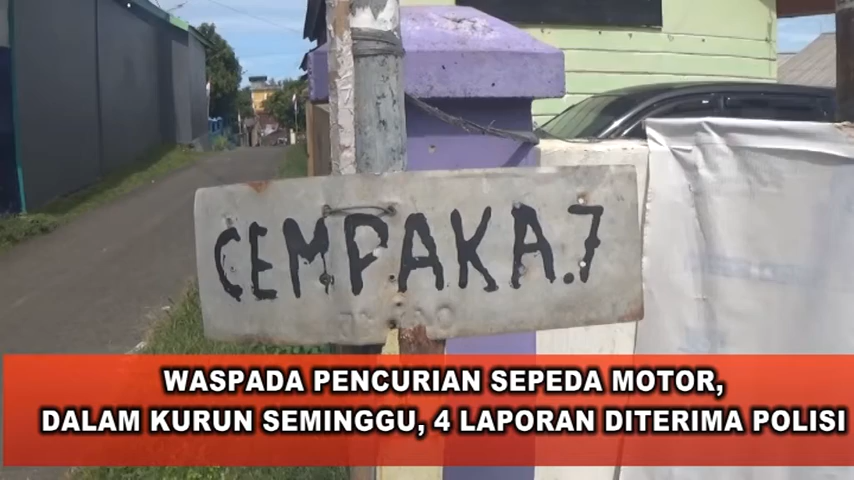 CEMPAKA.7
WASPADA PENCURIAN SEPEDA MOTOR,
DALAM KURUN SEMINGGU, 4 LAPORAN DITERIMA POLISI